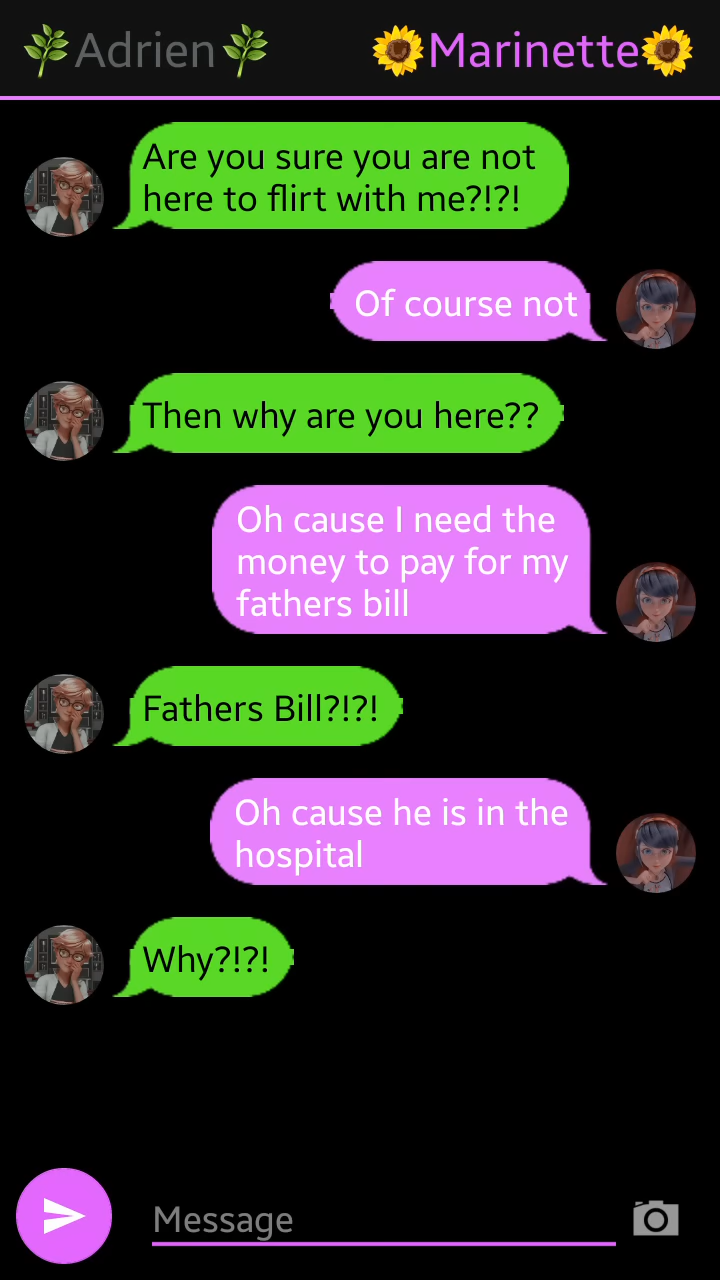 🌿Adrien🌿 🌻Marinette🌻
Are you sure you are not
here to flirt with me?!?!
Of course not
Then why are you here??
Oh cause I need the
money to pay for my
fathers bill
Fathers Bill?!?!
Oh cause he is in the
hospital
Why?!?!
Message